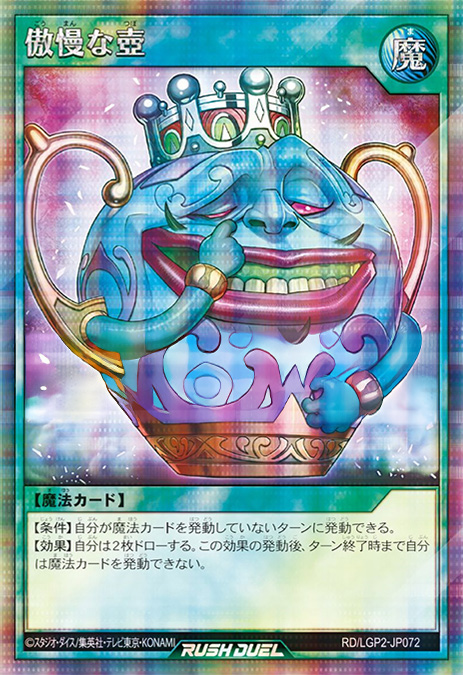 傲慢な壺
魔
【魔法カード】
【条件】自分が魔法カードを発動していないターンに発動できる。
【効果】自分は2枚ドローする。この効果の発動後、ターン終了時まで自分
は魔法カードを発動できない。
©スタジオ・ダイス/集英社・テレビ東京・KONAMI
RUSH DUEL
RD/LGP2-JP072